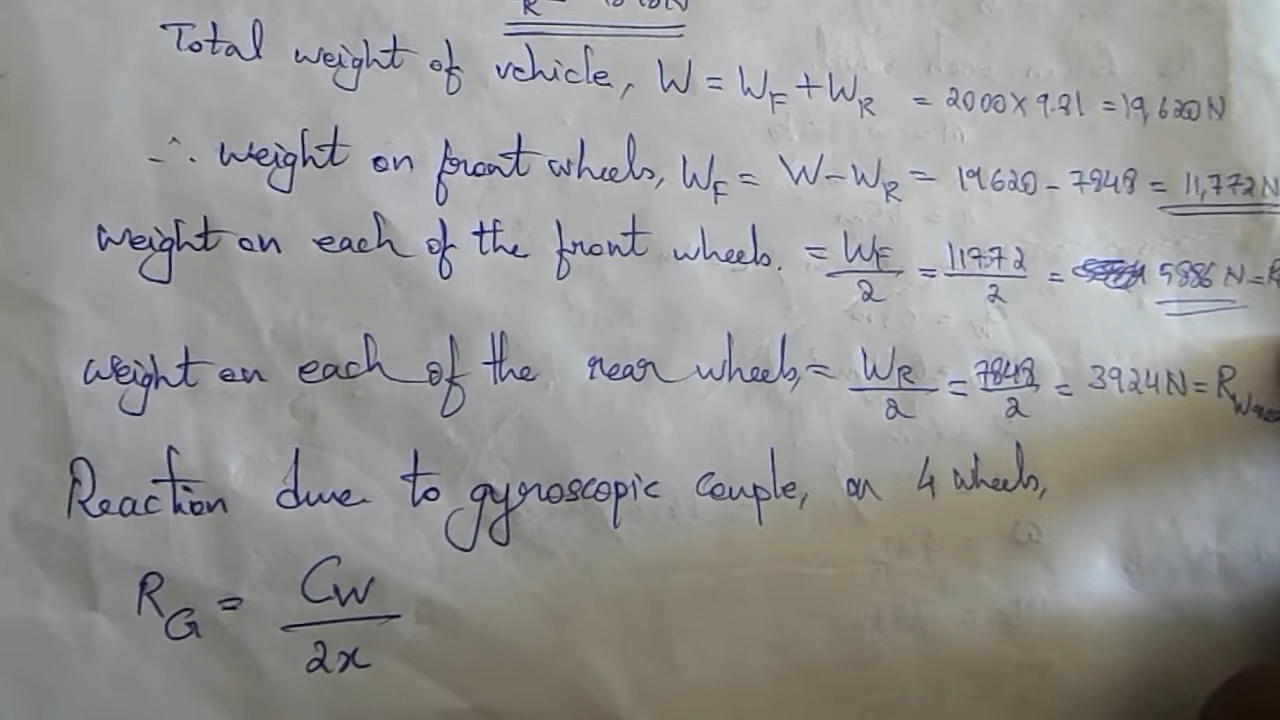 Total weight of vehicle, W = W_F + W_R = 2000 × 9.81 = 19,620 N
∴ weight on front wheels, W_F = W - W_R = 19620 - 7848 = 11,772 N
weight on each of the front wheels. = W_F/2 = 11772/2 = 5886 N =
weight on each of the rear wheels, = W_R/2 = 7848/2 = 3924 N = R_W
Reaction due to gyroscopic couple, on 4 wheels,
R_G = C_W/2x